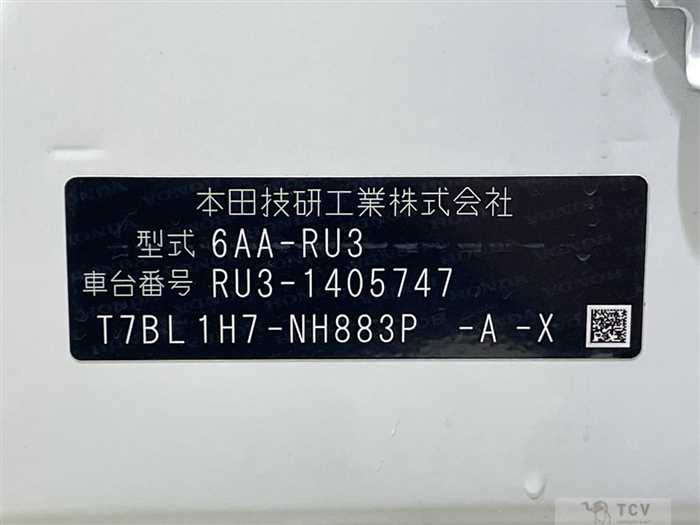 本田技研工業株式会社
型式 6AA-RU3
車台番号 RU3-1405747
T7BL1H7-NH883P -A-X
TCV